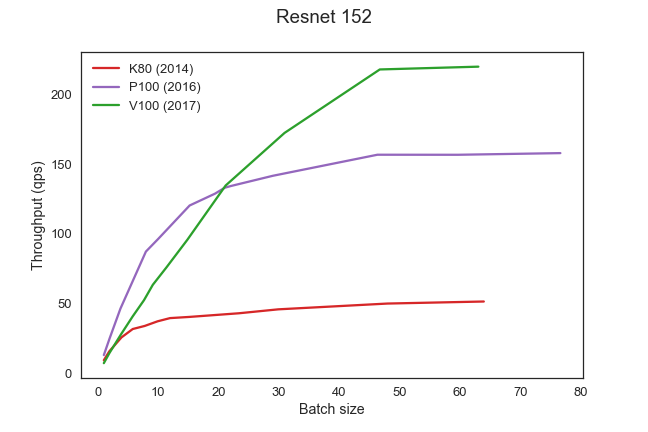 Resnet 152
K80 (2014)
P100 (2016)
V100 (2017)
Throughput (qps)
200
150
100
50
0
0 10 20 30 40 50 60 70 80
Batch size